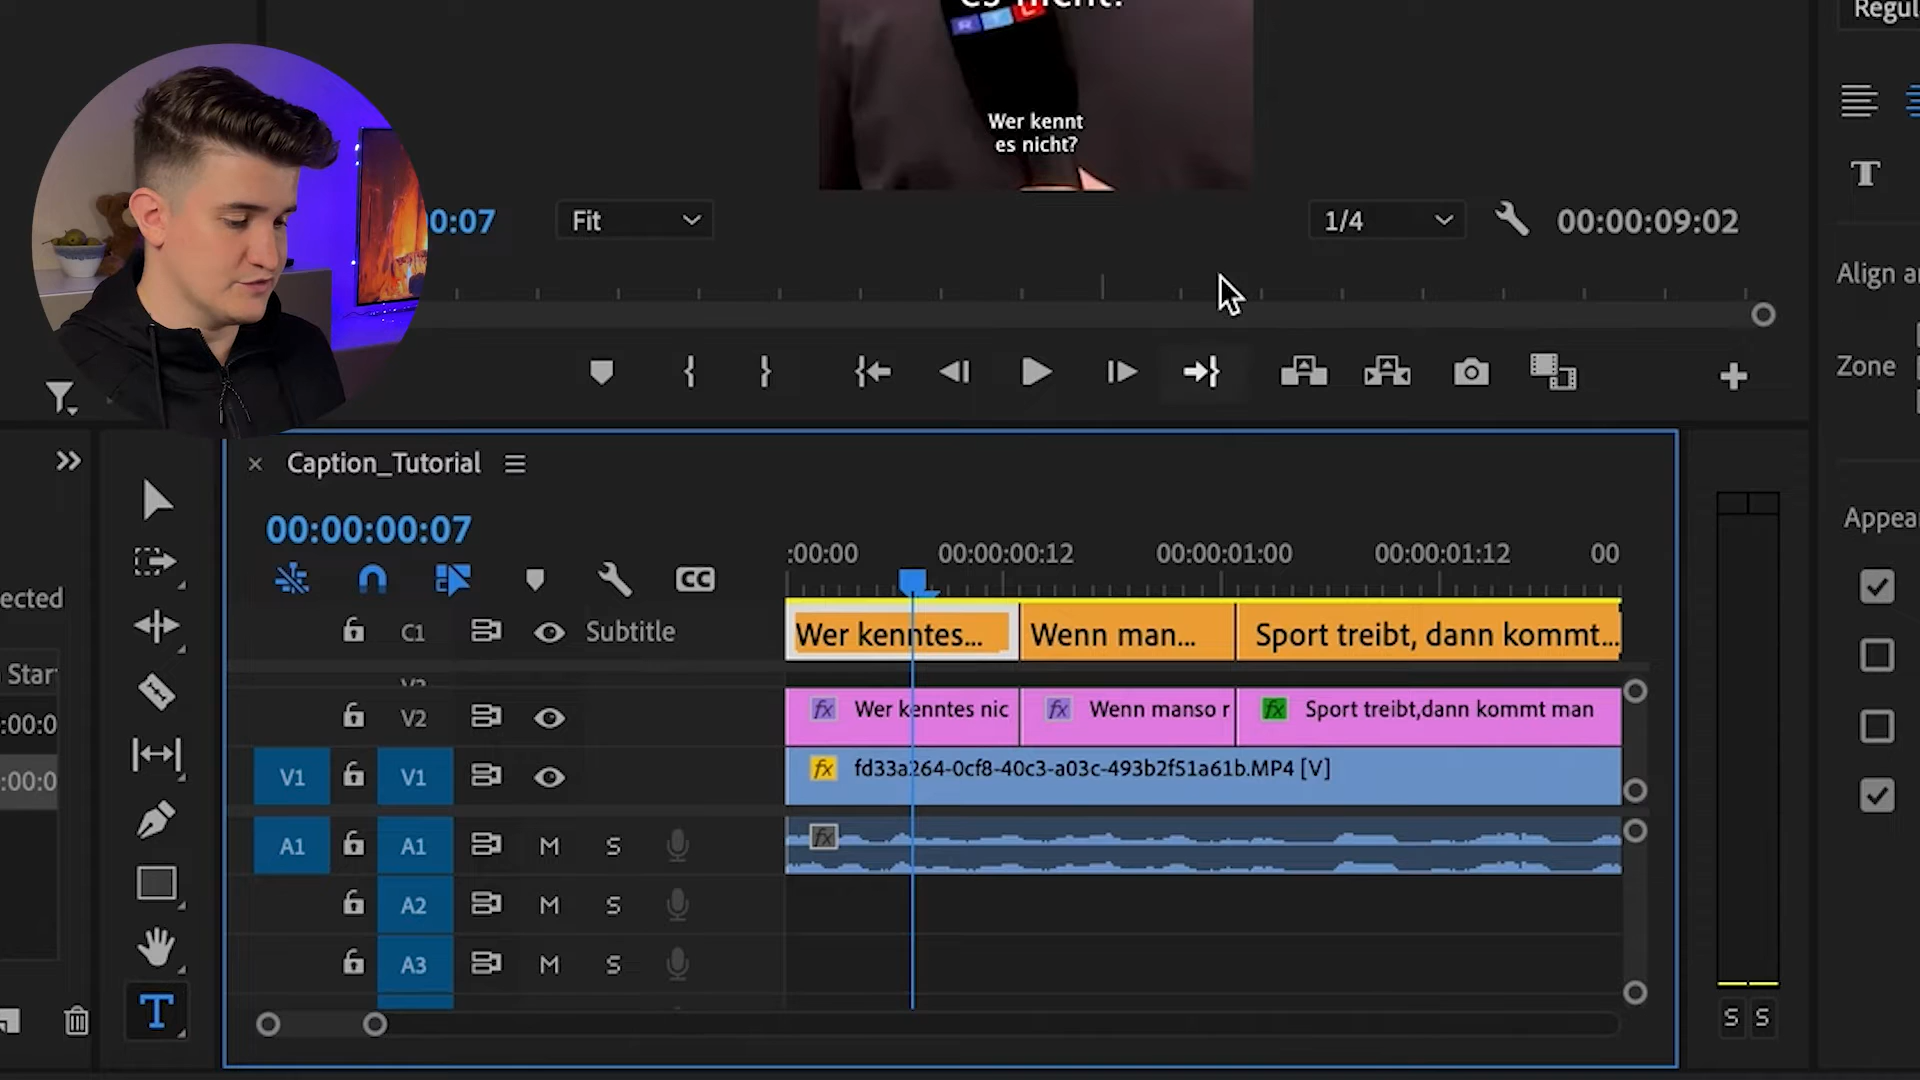 es nicht?
R T L
Wer kennt
es nicht?
Regul
0:07
Fit
1/4
00:00:09:02
Align a
Zone
Caption_Tutorial
00:00:00:07
:00:00
00:00:00:12
00:00:01:00
00:00:01:12
00
CC
C1
Subtitle
Wer kenntes...
Wenn man...
Sport treibt, dann kommt...
V2
fx Wer kenntes nic
fx Wenn manso r
fx Sport treibt,dann kommt man
V1
V1
fx fd33a264-0cf8-40c3-a03c-493b2f51a61b.MP4 [V]
A1
A1
M
S
fx
A2
M
S
A3
M
S
ected
Star
:00:0
:00:0
Appea
S S